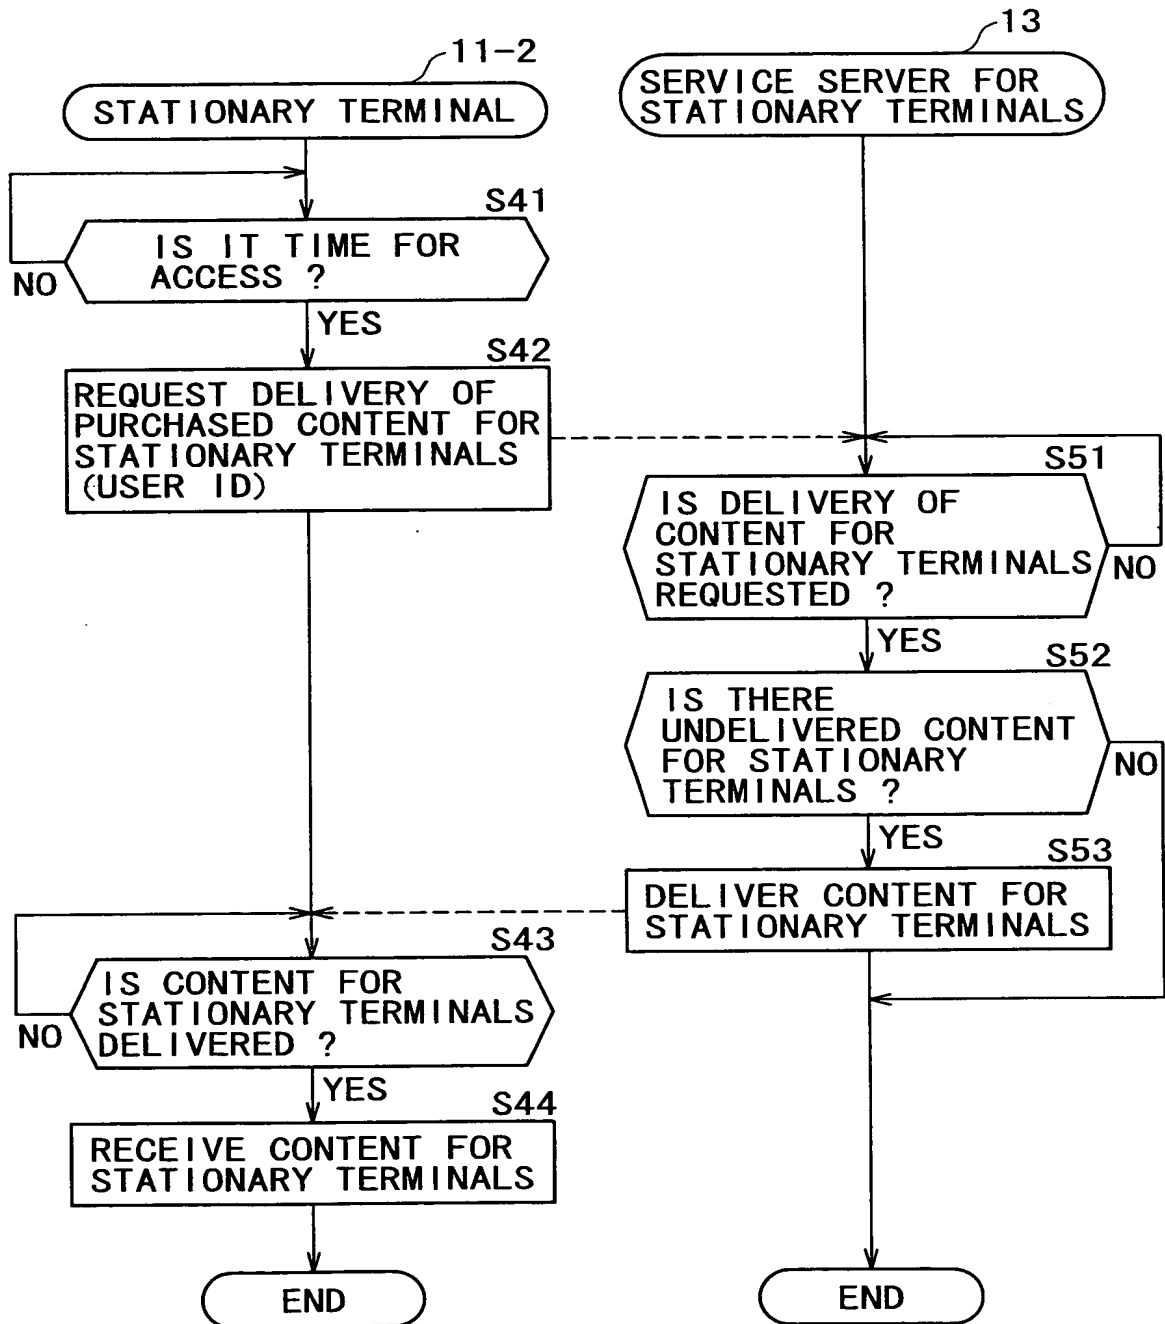 11-2
STATIONARY TERMINAL
S41
IS IT TIME FOR
ACCESS ?
NO
YES
S42
REQUEST DELIVERY OF
PURCHASED CONTENT FOR
STATIONARY TERMINALS
(USER ID)
S43
IS CONTENT FOR
STATIONARY TERMINALS
DELIVERED ?
NO
YES
S44
RECEIVE CONTENT FOR
STATIONARY TERMINALS
END
13
SERVICE SERVER FOR
STATIONARY TERMINALS
S51
IS DELIVERY OF
CONTENT FOR
STATIONARY TERMINALS
REQUESTED ?
NO
YES
S52
IS THERE
UNDELIVERED CONTENT
FOR STATIONARY
TERMINALS ?
NO
YES
S53
DELIVER CONTENT FOR
STATIONARY TERMINALS
END